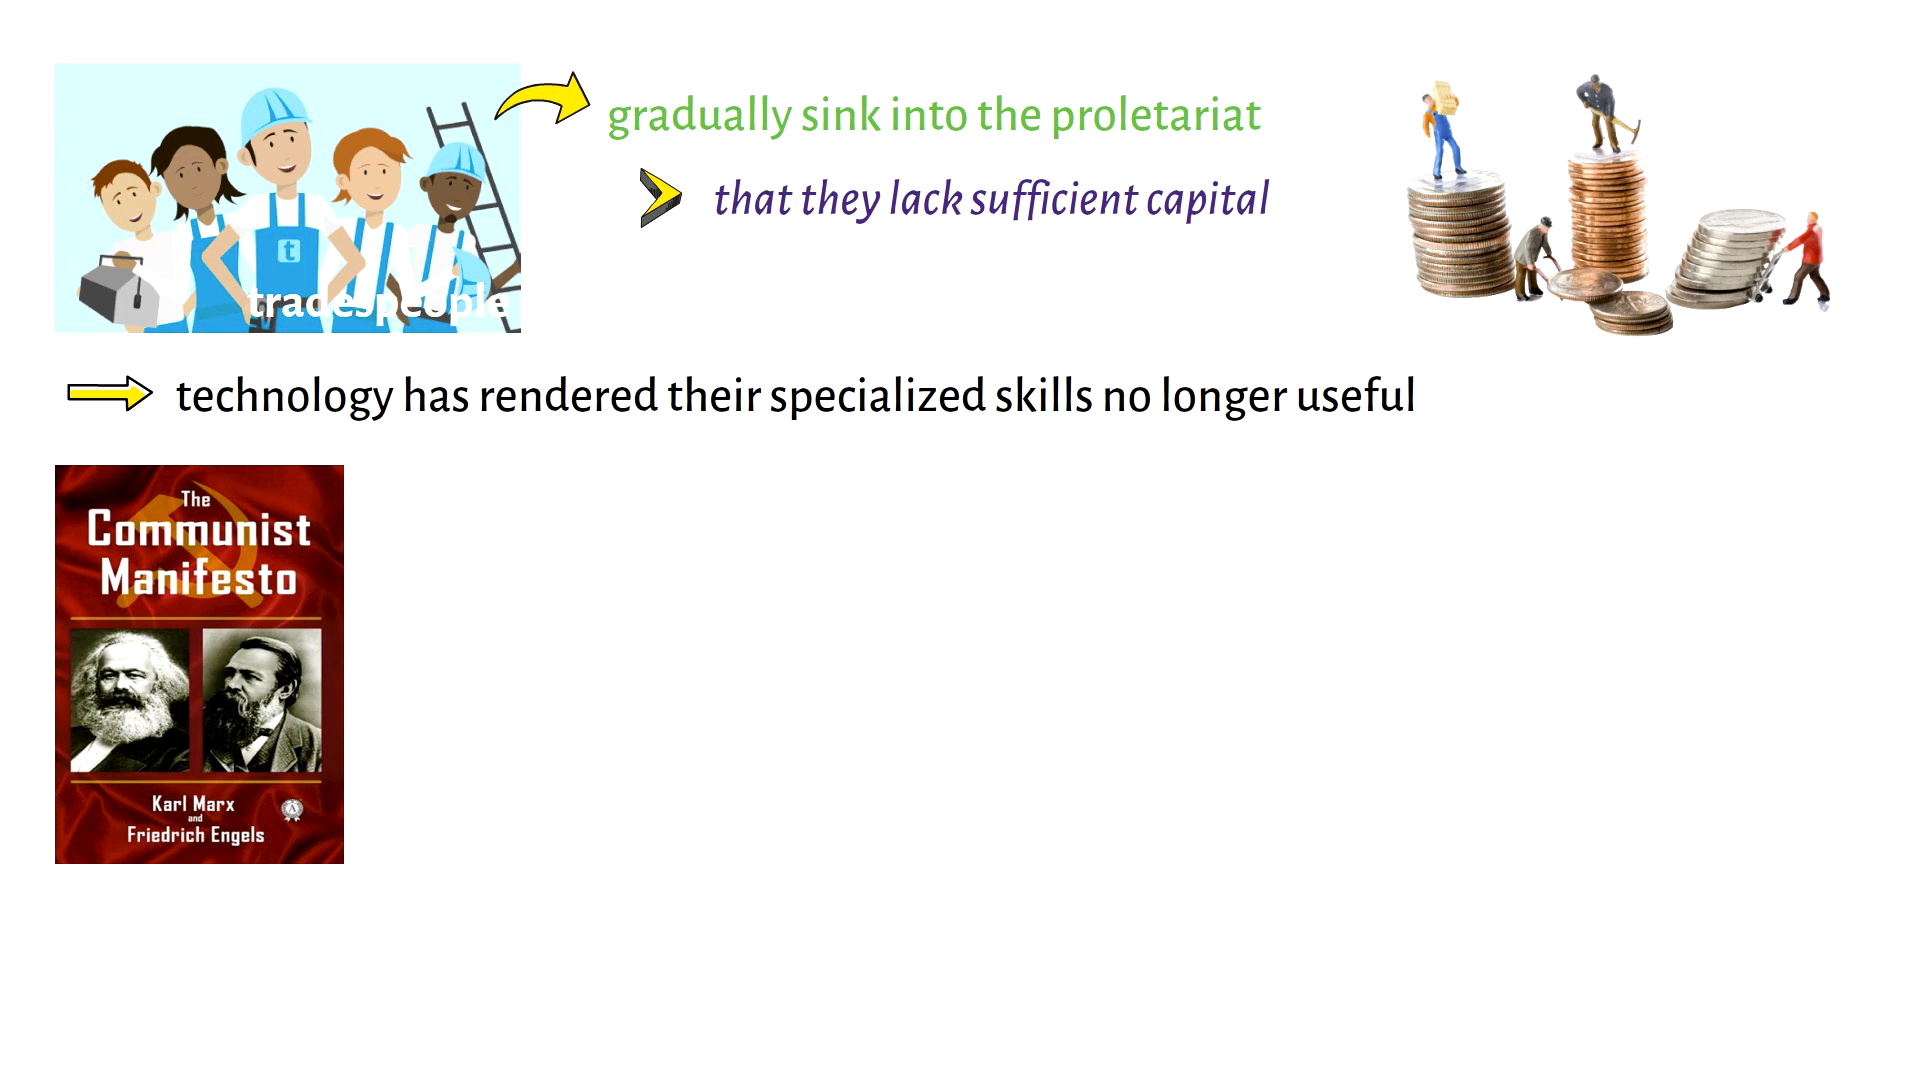 gradually sink into the proletariat
that they lack sufficient capital
t
tradespeople
technology has rendered their specialized skills no longer useful
The
Communist
Manifesto
Karl Marx
and
Friedrich Engels